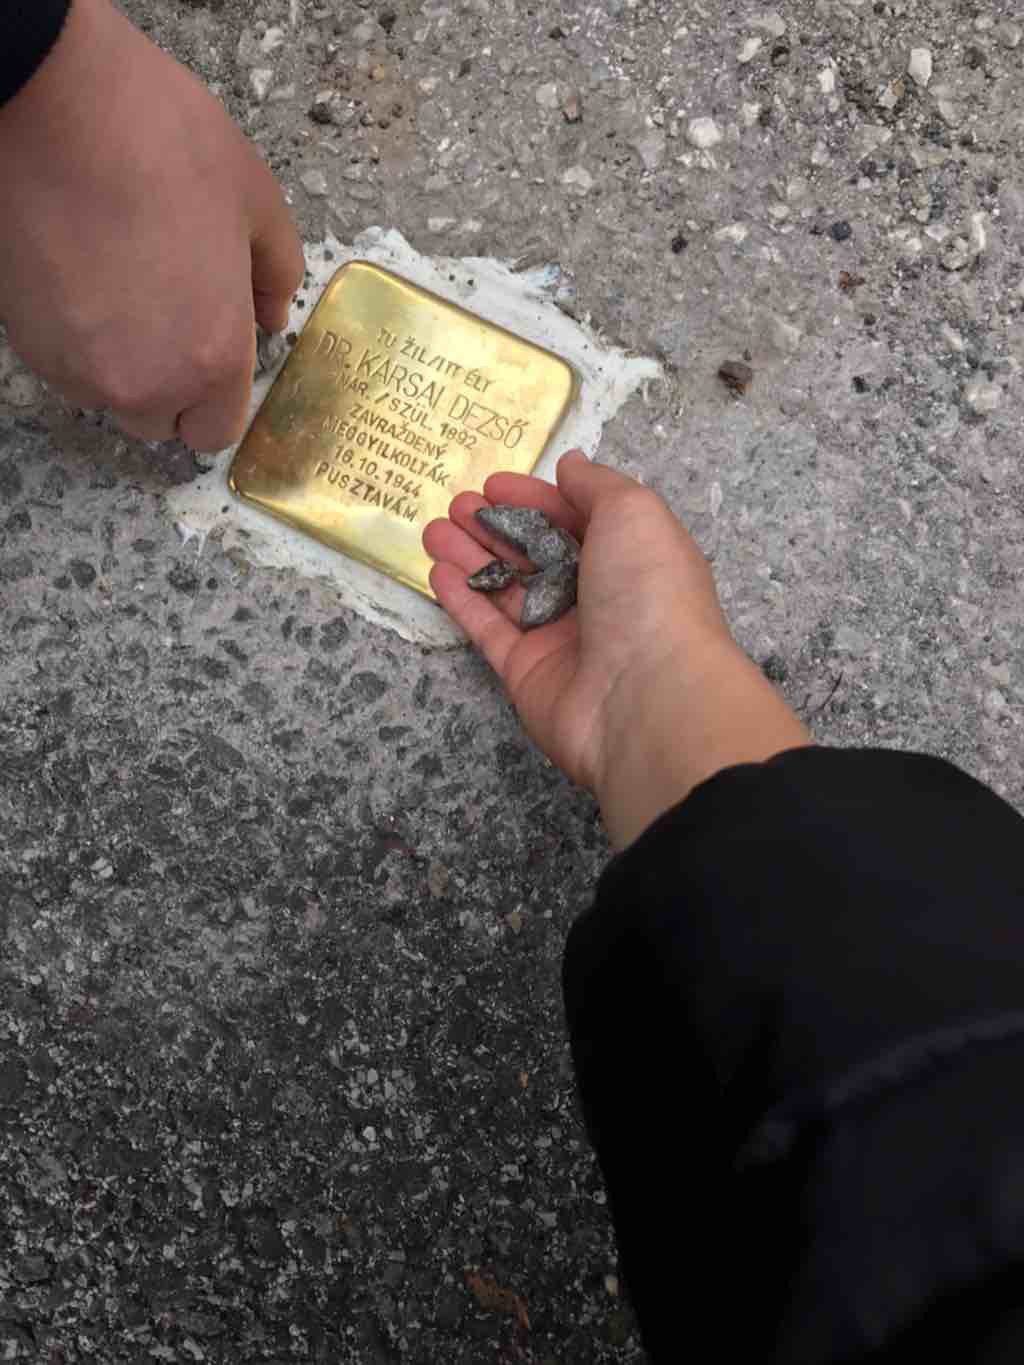 TU ŽIL/ITT ÉLT
DR. KARSAI DEZSŐ
NAR. / SZÜL. 1892
ZAVRAŽDENÝ
MEGGYILKOLTÁK
16.10.1944
PUSZTAVÁM